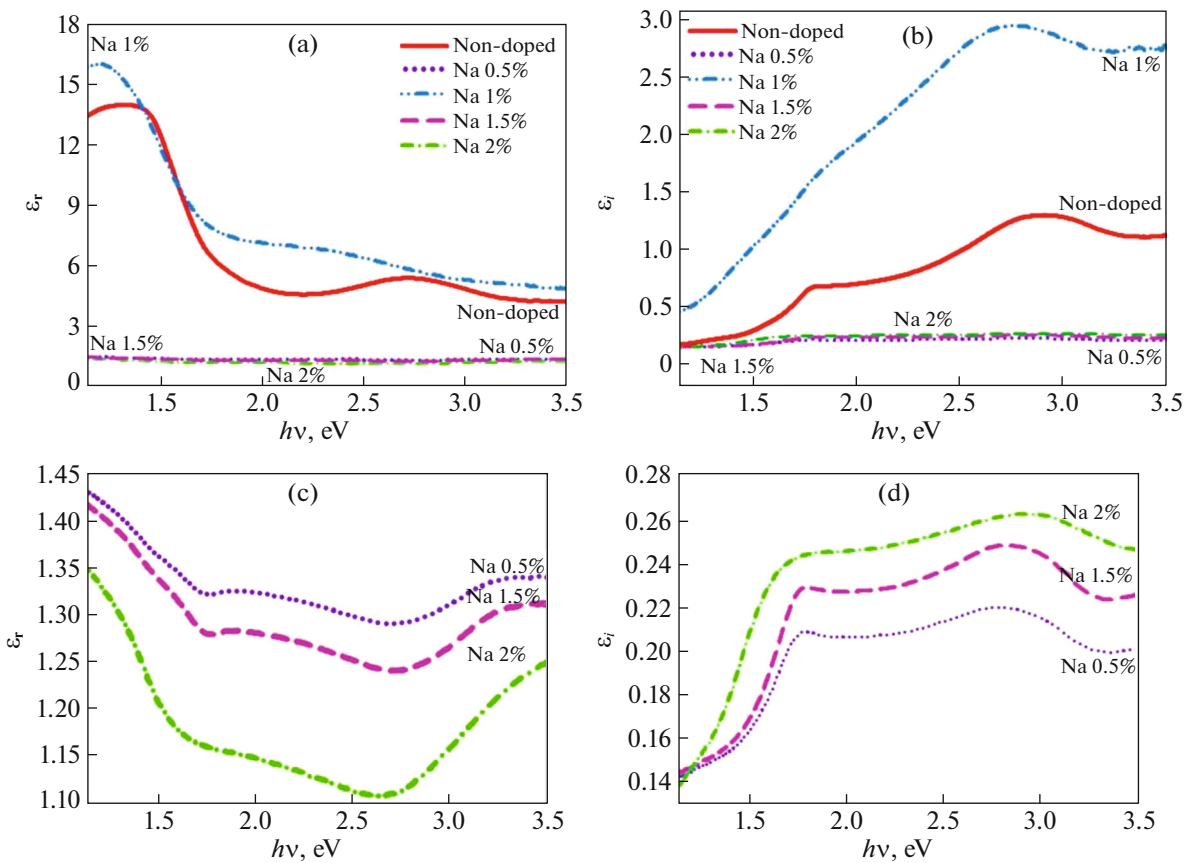 18
15
12
9
6
3
0
εr
Na 1%
(a)
Non-doped
Na 0.5%
Na 1%
Na 1.5%
Na 2%
Non-doped
Na 1.5%
Na 0.5%
Na 2%
1.5 2.0 2.5 3.0 3.5
hν, eV
3.0
2.5
2.0
1.5
1.0
0.5
0
εi
(b)
Non-doped
Na 0.5%
Na 1%
Na 1.5%
Na 2%
Na 1%
Non-doped
Na 2%
Na 1.5%
Na 0.5%
1.5 2.0 2.5 3.0 3.5
hν, eV
1.45
1.40
1.35
1.30
1.25
1.20
1.15
1.10
εr
(c)
Na 0.5%
Na 1.5%
Na 2%
1.5 2.0 2.5 3.0 3.5
hν, eV
0.28
0.26
0.24
0.22
0.20
0.18
0.16
0.14
εi
(d)
Na 2%
Na 1.5%
Na 0.5%
1.5 2.0 2.5 3.0 3.5
hν, eV